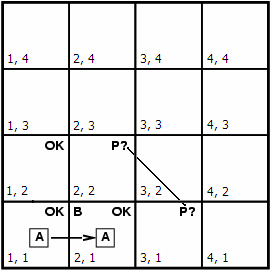 1, 4 2, 4 3, 4 4, 4
1, 3 2, 3 3, 3 4, 3
OK P?
1, 2 2, 2 3, 2 4, 2
OK B OK P?
A A
1, 1 2, 1 3, 1 4, 1